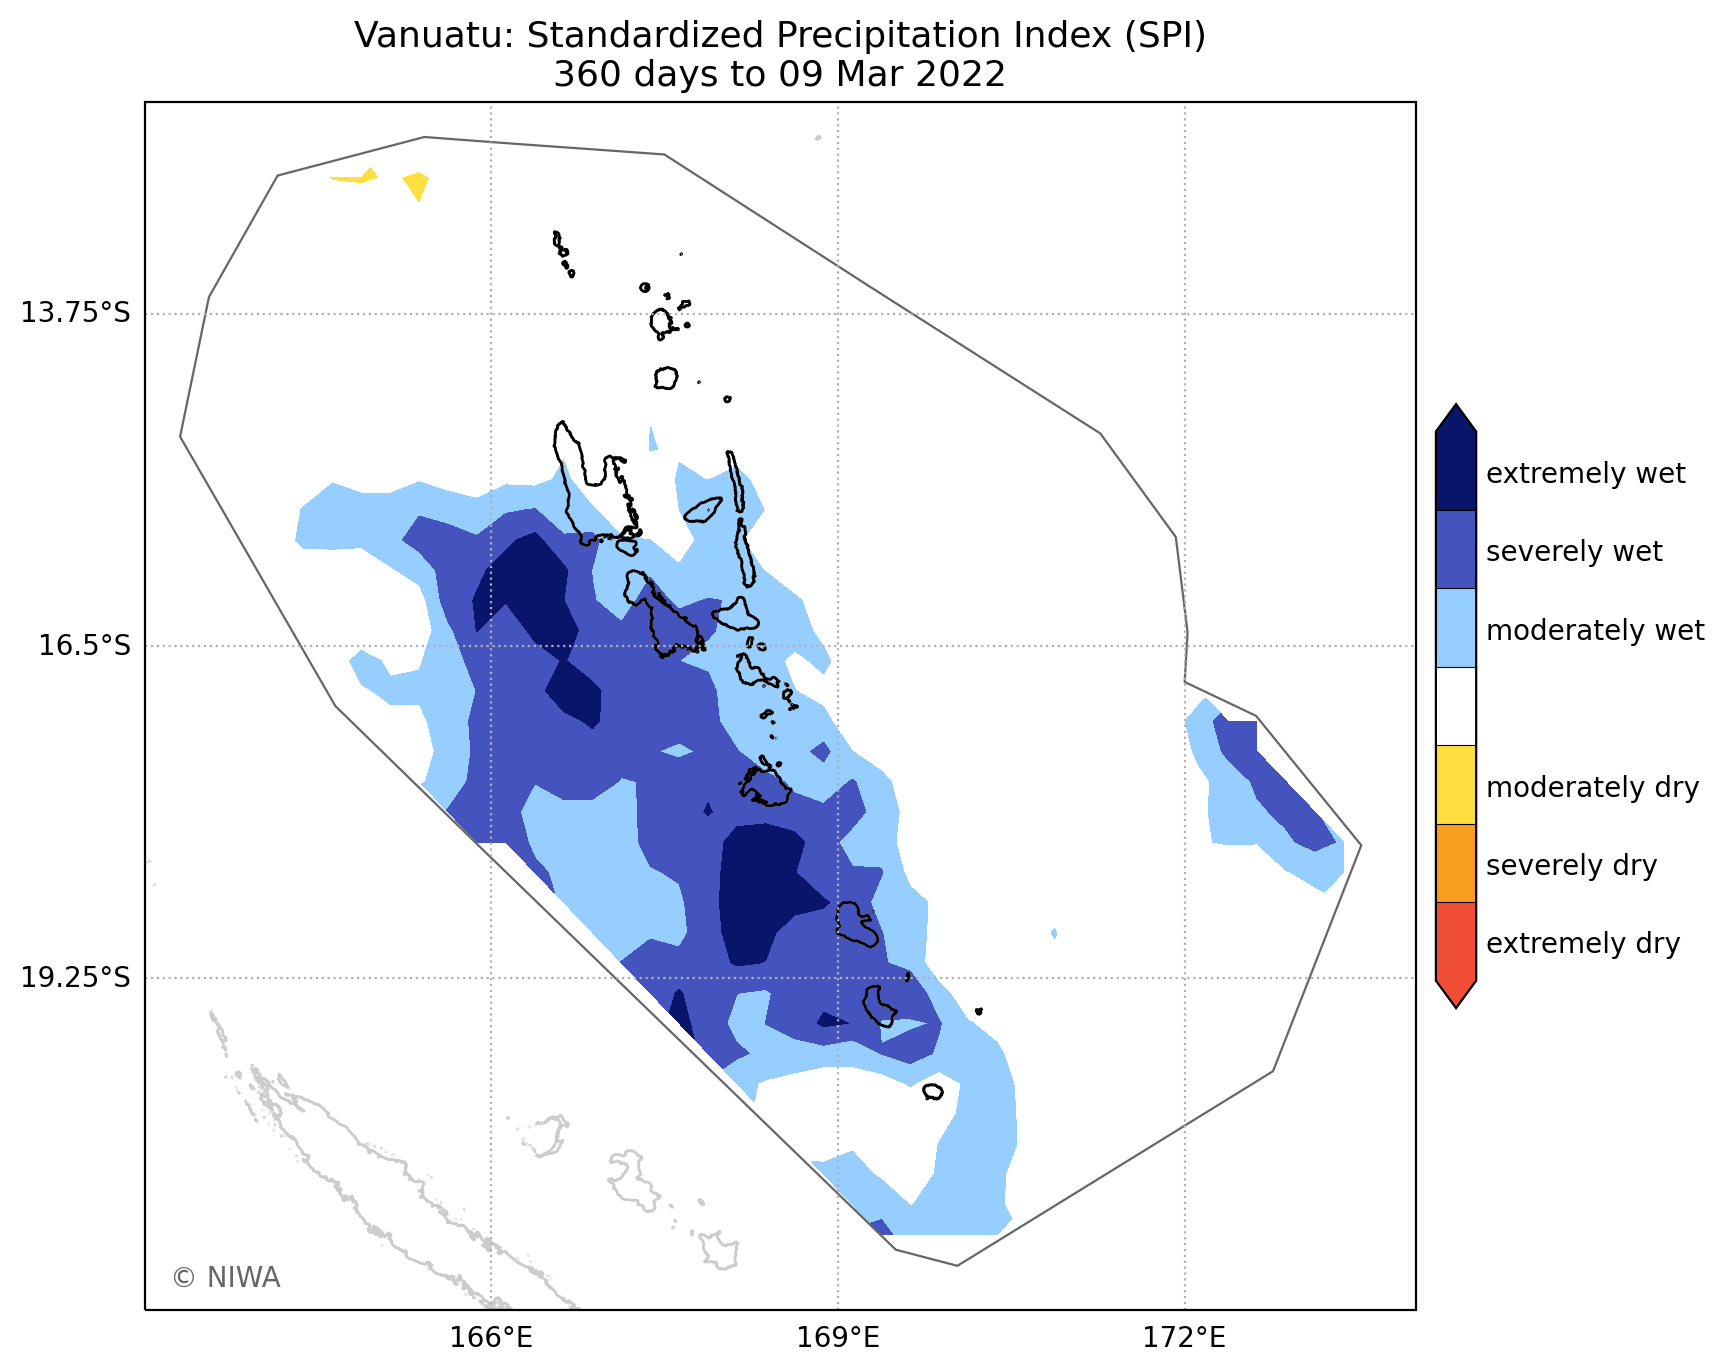 Vanuatu: Standardized Precipitation Index (SPI)
360 days to 09 Mar 2022
13.75°S
16.5°S
19.25°S
166°E
169°E
172°E
extremely wet
severely wet
moderately wet
moderately dry
severely dry
extremely dry
© NIWA